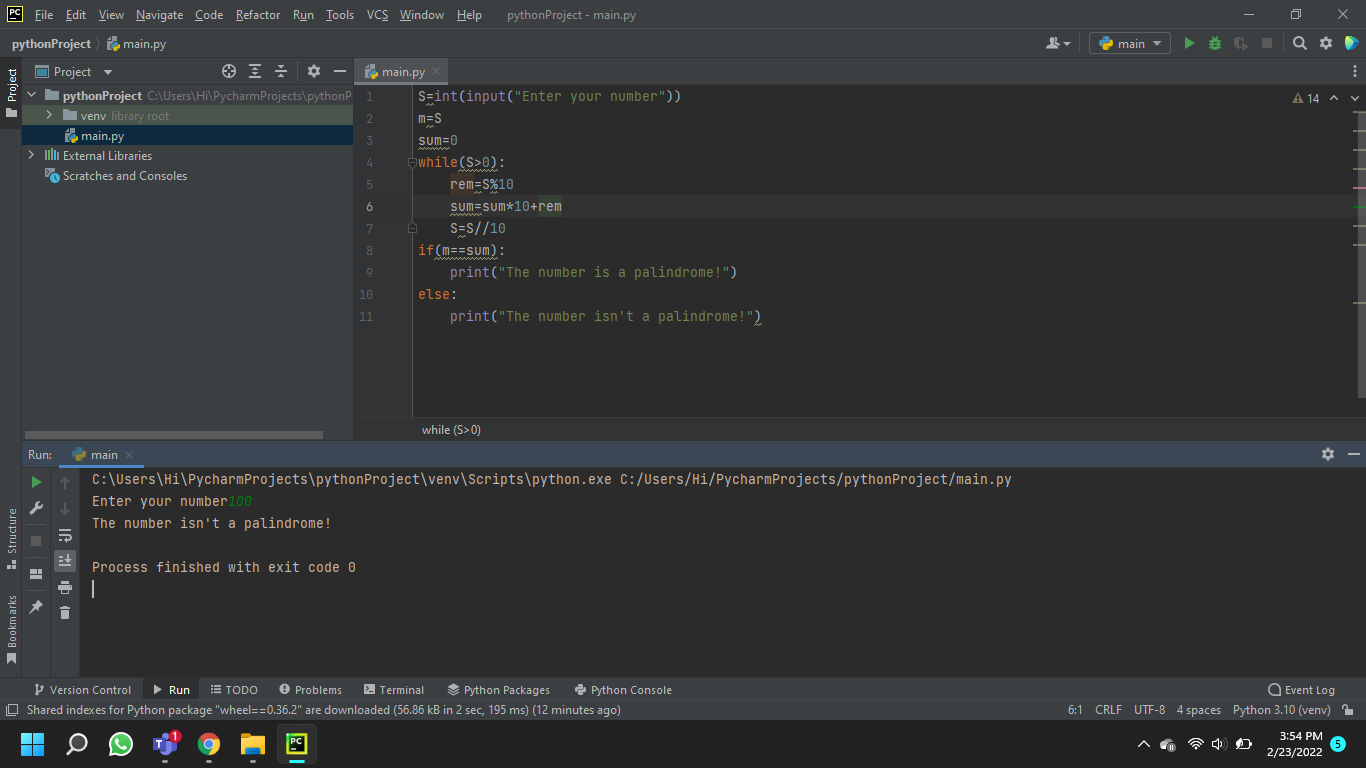 PC File Edit View Navigate Code Refactor Run Tools VCS Window Help pythonProject - main.py
pythonProject main.py main
Project Project main.py
pythonProject C:\Users\Hi\PycharmProjects\pythonP
venv library root
main.py
External Libraries
Scratches and Consoles
14
1 S=int(input("Enter your number"))
2 m=S
3 sum=0
4 while(S>0):
5 rem=S%10
6 sum=sum*10+rem
7 S=S//10
8 if(m==sum):
9 print("The number is a palindrome!")
10 else:
11 print("The number isn't a palindrome!")
while (S>0)
Run: main
C:\Users\Hi\PycharmProjects\pythonProject\venv\Scripts\python.exe C:/Users/Hi/PycharmProjects/pythonProject/main.py
Enter your number100
The number isn't a palindrome!
Process finished with exit code 0
Structure
Bookmarks
Version Control Run TODO Problems Terminal Python Packages Python Console Event Log
Shared indexes for Python package "wheel==0.36.2" are downloaded (56.86 kB in 2 sec, 195 ms) (12 minutes ago) 6:1 CRLF UTF-8 4 spaces Python 3.10 (venv)
1 PC 3:54 PM
2/23/2022 5